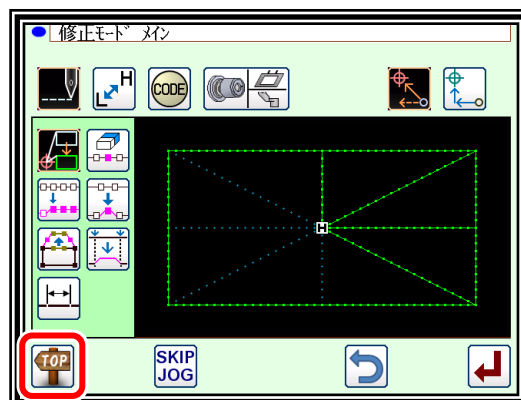 修正ﾓｰﾄﾞ ﾒｲﾝ
H
CODE
H
TOP
SKIP
JOG